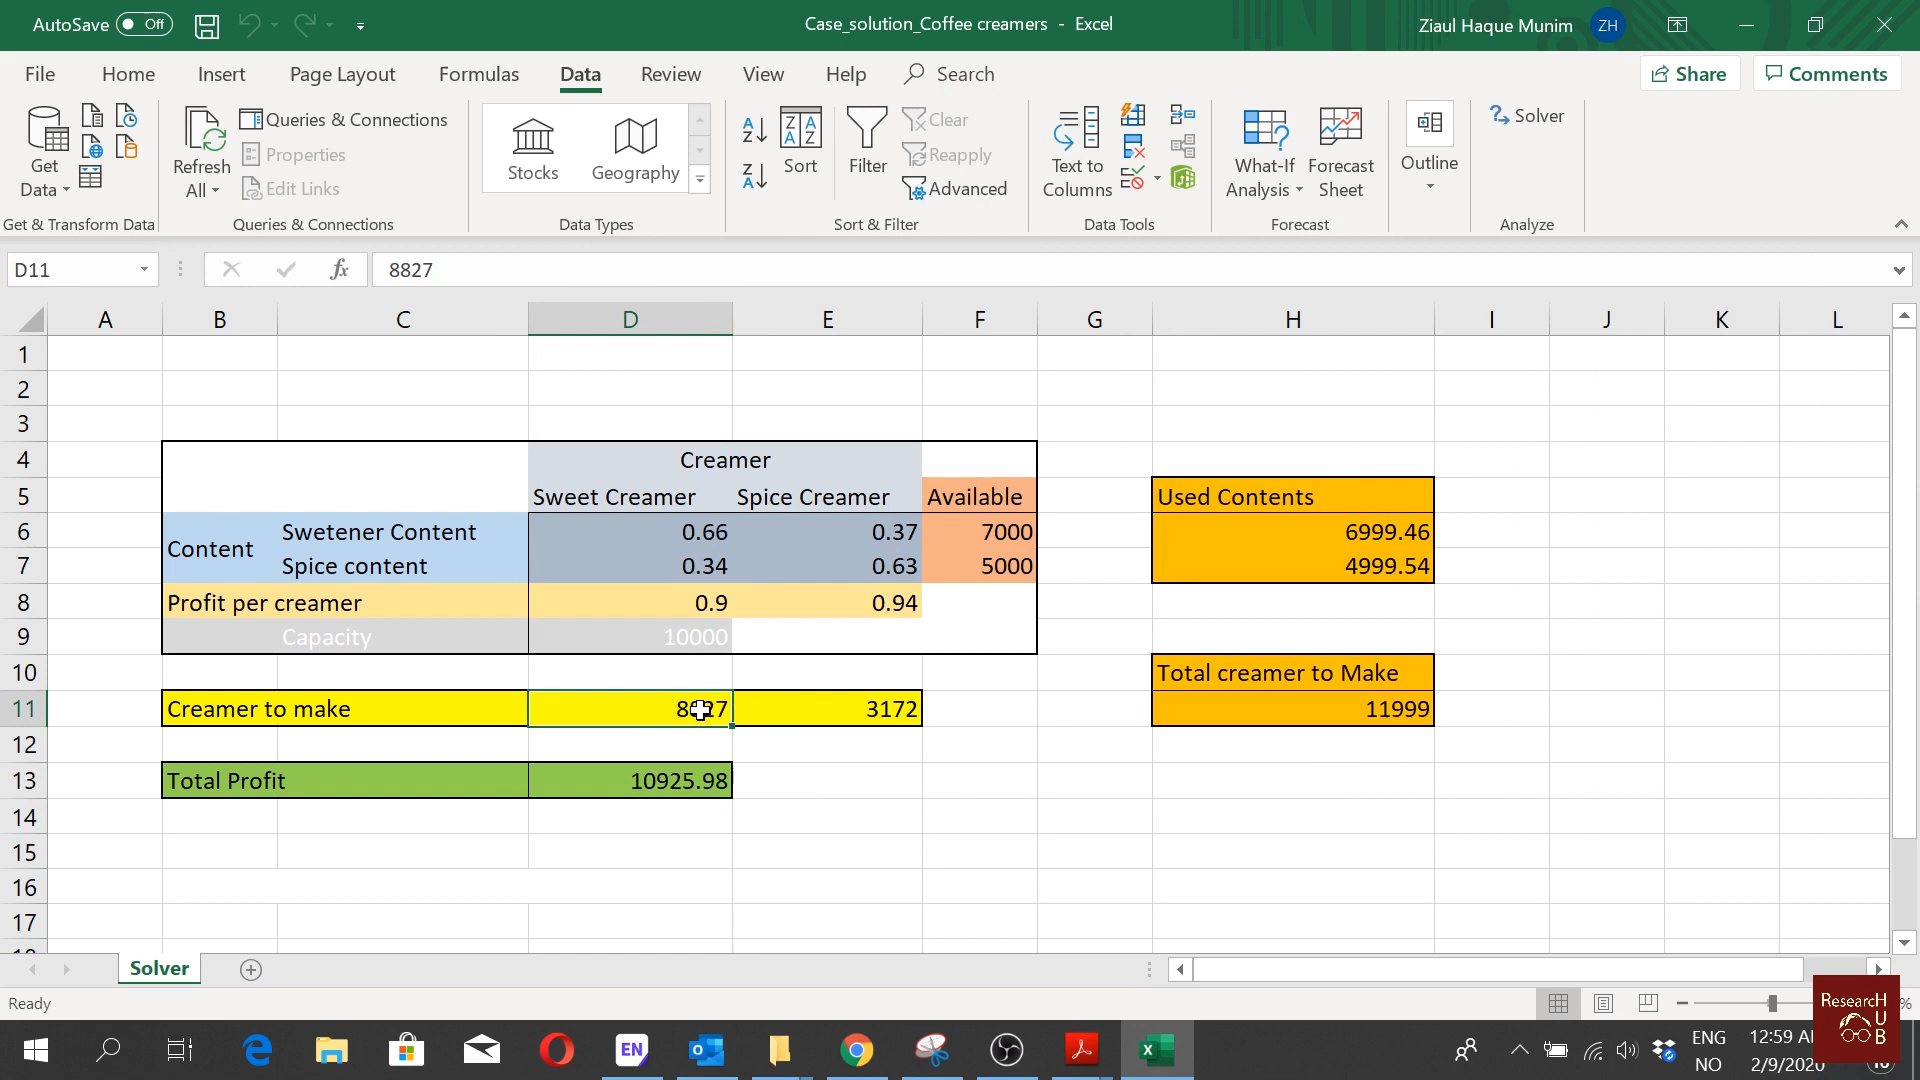 AutoSave Off
Case_solution_Coffee creamers - Excel
Ziaul Haque Munim ZH
File Home Insert Page Layout Formulas Data Review View Help Search Share Comments
Get Data
Refresh All
Queries & Connections
Properties
Edit Links
Stocks
Geography
Sort
Filter
Clear
Reapply
Advanced
Text to Columns
What-If Analysis
Forecast Sheet
Outline
Solver
Get & Transform Data Queries & Connections Data Types Sort & Filter Data Tools Forecast Analyze
D11 fx 8827
A B C D E F G H I J K L
1
2
3
4 Creamer
5 Sweet Creamer Spice Creamer Available Used Contents
Content
6 Swetener Content 0.66 0.37 7000 6999.46
7 Spice content 0.34 0.63 5000 4999.54
8 Profit per creamer 0.9 0.94
9 Capacity 10000
10 Total creamer to Make
11 Creamer to make 3172 11999
12
13 Total Profit 10925.98
14
15
16
17
Solver
Ready
ResearcH
U
B
ENG
NO
12:59